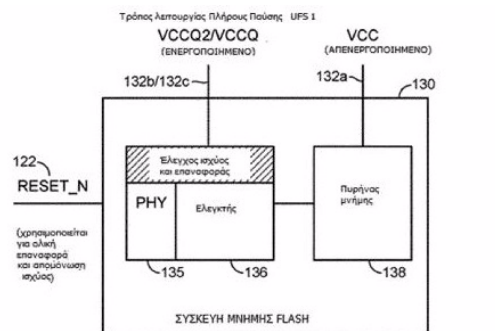 Τρόπος λειτουργίας Πλήρους Παύσης UFS 1
VCCQ2/VCCQ
(ΕΝΕΡΓΟΠΟΙΗΜΕΝΟ)
VCC
(ΑΠΕΝΕΡΓΟΠΟΙΗΜΕΝΟ)
132b/132c
132a
130
122
RESET_N
(χρησιμοποιείται
για ολική
επαναφορά
και απομόνωση
ισχύος)
Έλεγχος ισχύος
και επαναφοράς
PHY
Ελεγκτής
Πυρήνας
μνήμης
135
136
138
ΣΥΣΚΕΥΗ ΜΝΗΜΗΣ FLASH